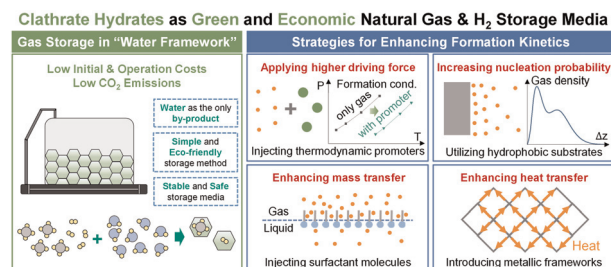 Clathrate Hydrates as Green and Economic Natural Gas & H₂ Storage Media
Gas Storage in “Water Framework”
Low Initial & Operation Costs
Low CO₂ Emissions
Water as the only
by-product
Simple and
Eco-friendly
storage method
Stable and Safe
storage media
+
Strategies for Enhancing Formation Kinetics
Applying higher driving force
+
P
Formation cond.
only gas
with promoter
T
Injecting thermodynamic promoters
Increasing nucleation probability
Gas density
Δz
Utilizing hydrophobic substrates
Enhancing mass transfer
Gas
Liquid
Injecting surfactant molecules
Enhancing heat transfer
Heat
Introducing metallic frameworks